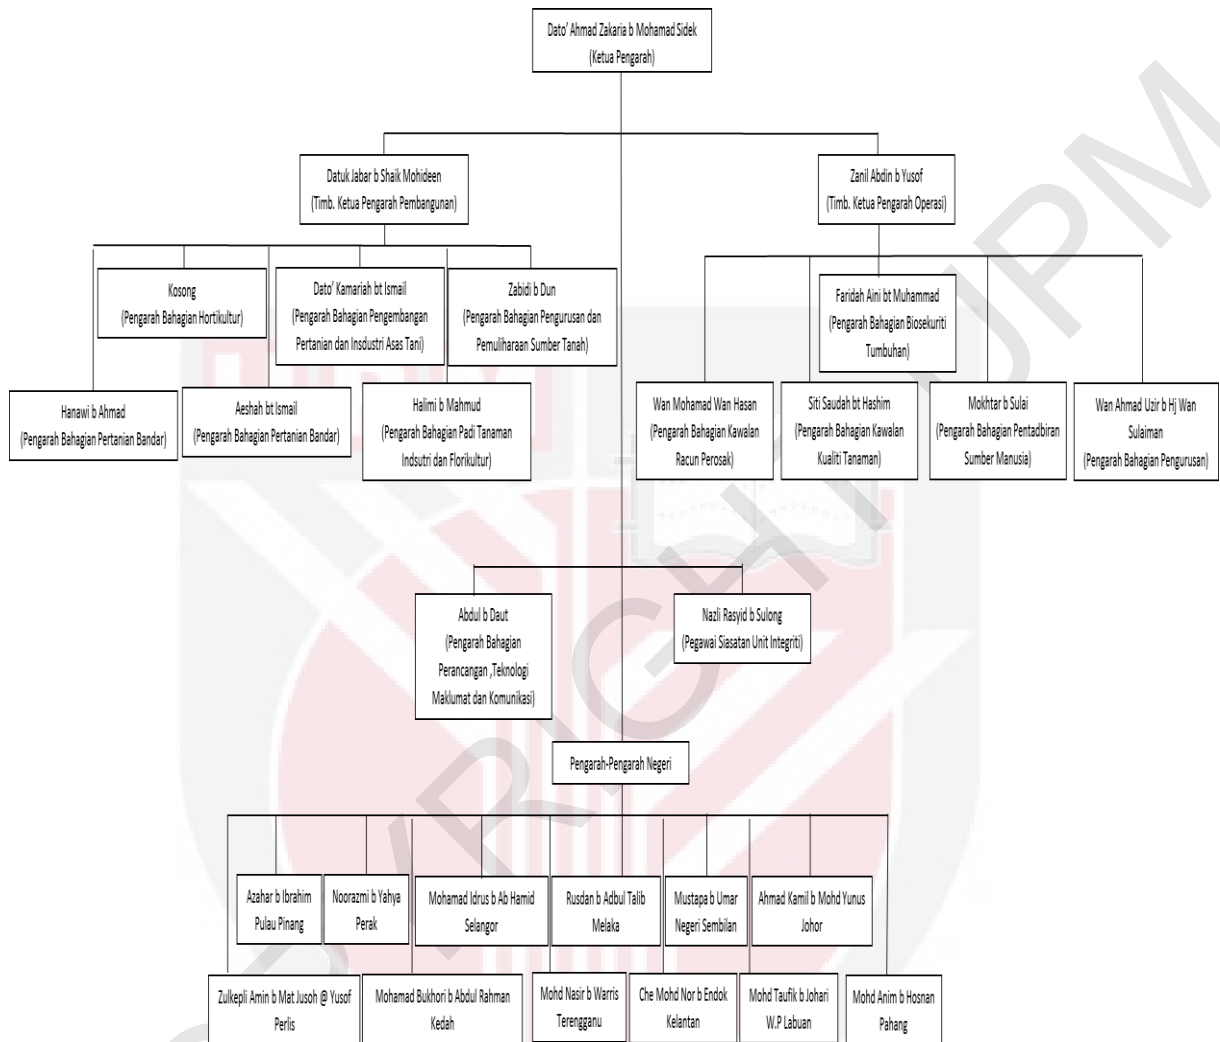 Dato' Ahmad Zakaria b Mohamad Sidek
(Ketua Pengarah)
Datuk Jabar b Shaik Mohideen
(Timb. Ketua Pengarah Pembangunan)
Zanil Abdin b Yusof
(Timb. Ketua Pengarah Operasi)
Kosong
(Pengarah Bahagian Hortikultur)
Dato' Kamariah bt Ismail
(Pengarah Bahagian Pengembangan
Pertanian dan Insdustri Asas Tani)
Zabidi b Dun
(Pengarah Bahagian Pengurusan dan
Pemuliharaan Sumber Tanah)
Faridah Aini bt Muhammad
(Pengarah Bahagian Biosekuriti
Tumbuhan)
Hanawi b Ahmad
(Pengarah Bahagian Pertanian Bandar)
Aeshah bt Ismail
(Pengarah Bahagian Pertanian Bandar)
Halimi b Mahmud
(Pengarah Bahagian Padi Tanaman
Indsutri dan Florikultur)
Wan Mohamad Wan Hasan
(Pengarah Bahagian Kawalan
Racun Perosak)
Siti Saudah bt Hashim
(Pengarah Bahagian Kawalan
Kualiti Tanaman)
Mokhtar b Sulai
(Pengarah Bahagian Pentadbiran
Sumber Manusia)
Wan Ahmad Uzir b Hj Wan
Sulaiman
(Pengarah Bahagian Pengurusan)
Abdul b Daut
(Pengarah Bahagian
Perancangan ,Teknologi
Maklumat dan Komunikasi)
Nazli Rasyid b Sulong
(Pegawai Siasatan Unit Integriti)
Pengarah-Pengarah Negeri
Azahar b Ibrahim
Pulau Pinang
Noorazmi b Yahya
Perak
Mohamad Idrus b Ab Hamid
Selangor
Rusdan b Adbul Talib
Melaka
Mustapa b Umar
Negeri Sembilan
Ahmad Kamil b Mohd Yunus
Johor
Zulkepli Amin b Mat Jusoh @ Yusof
Perlis
Mohamad Bukhori b Abdul Rahman
Kedah
Mohd Nasir b Warris
Terengganu
Che Mohd Nor b Endok
Kelantan
Mohd Taufik b Johari
W.P Labuan
Mohd Anim b Hosnan
Pahang